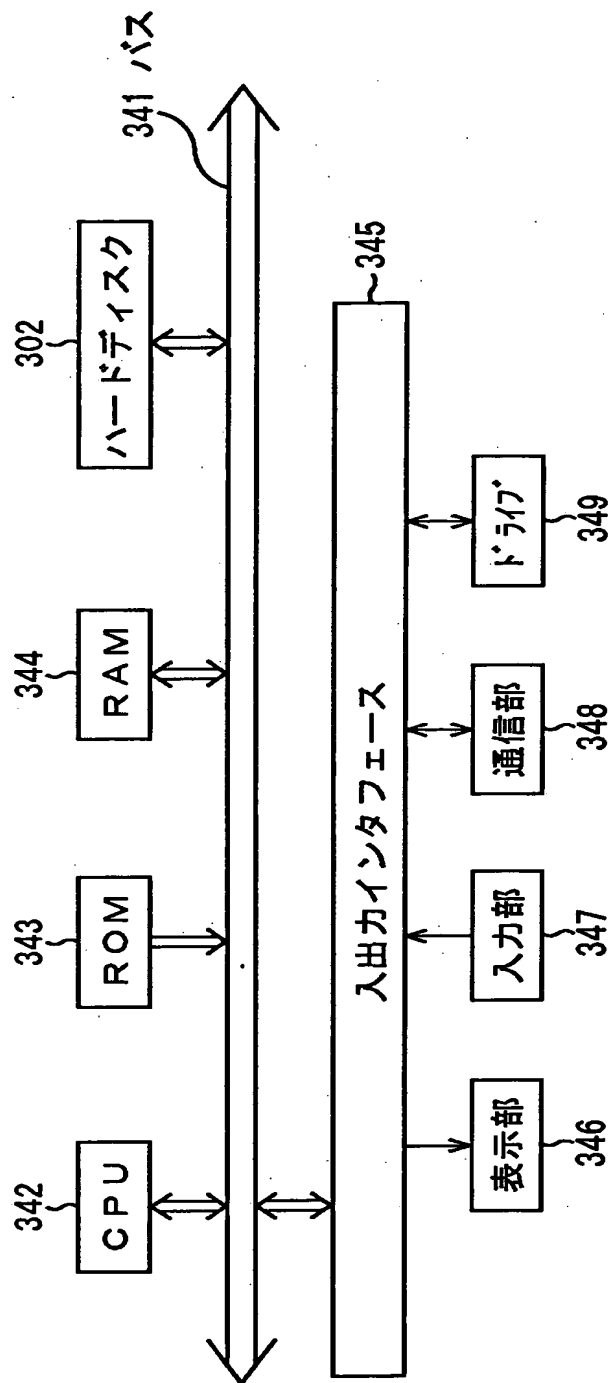 342
343
344
302
CPU
ROM
RAM
ハードディスク
341 バス
345
入出力インタフェース
表示部
入力部
通信部
ドライブ
346
347
348
349